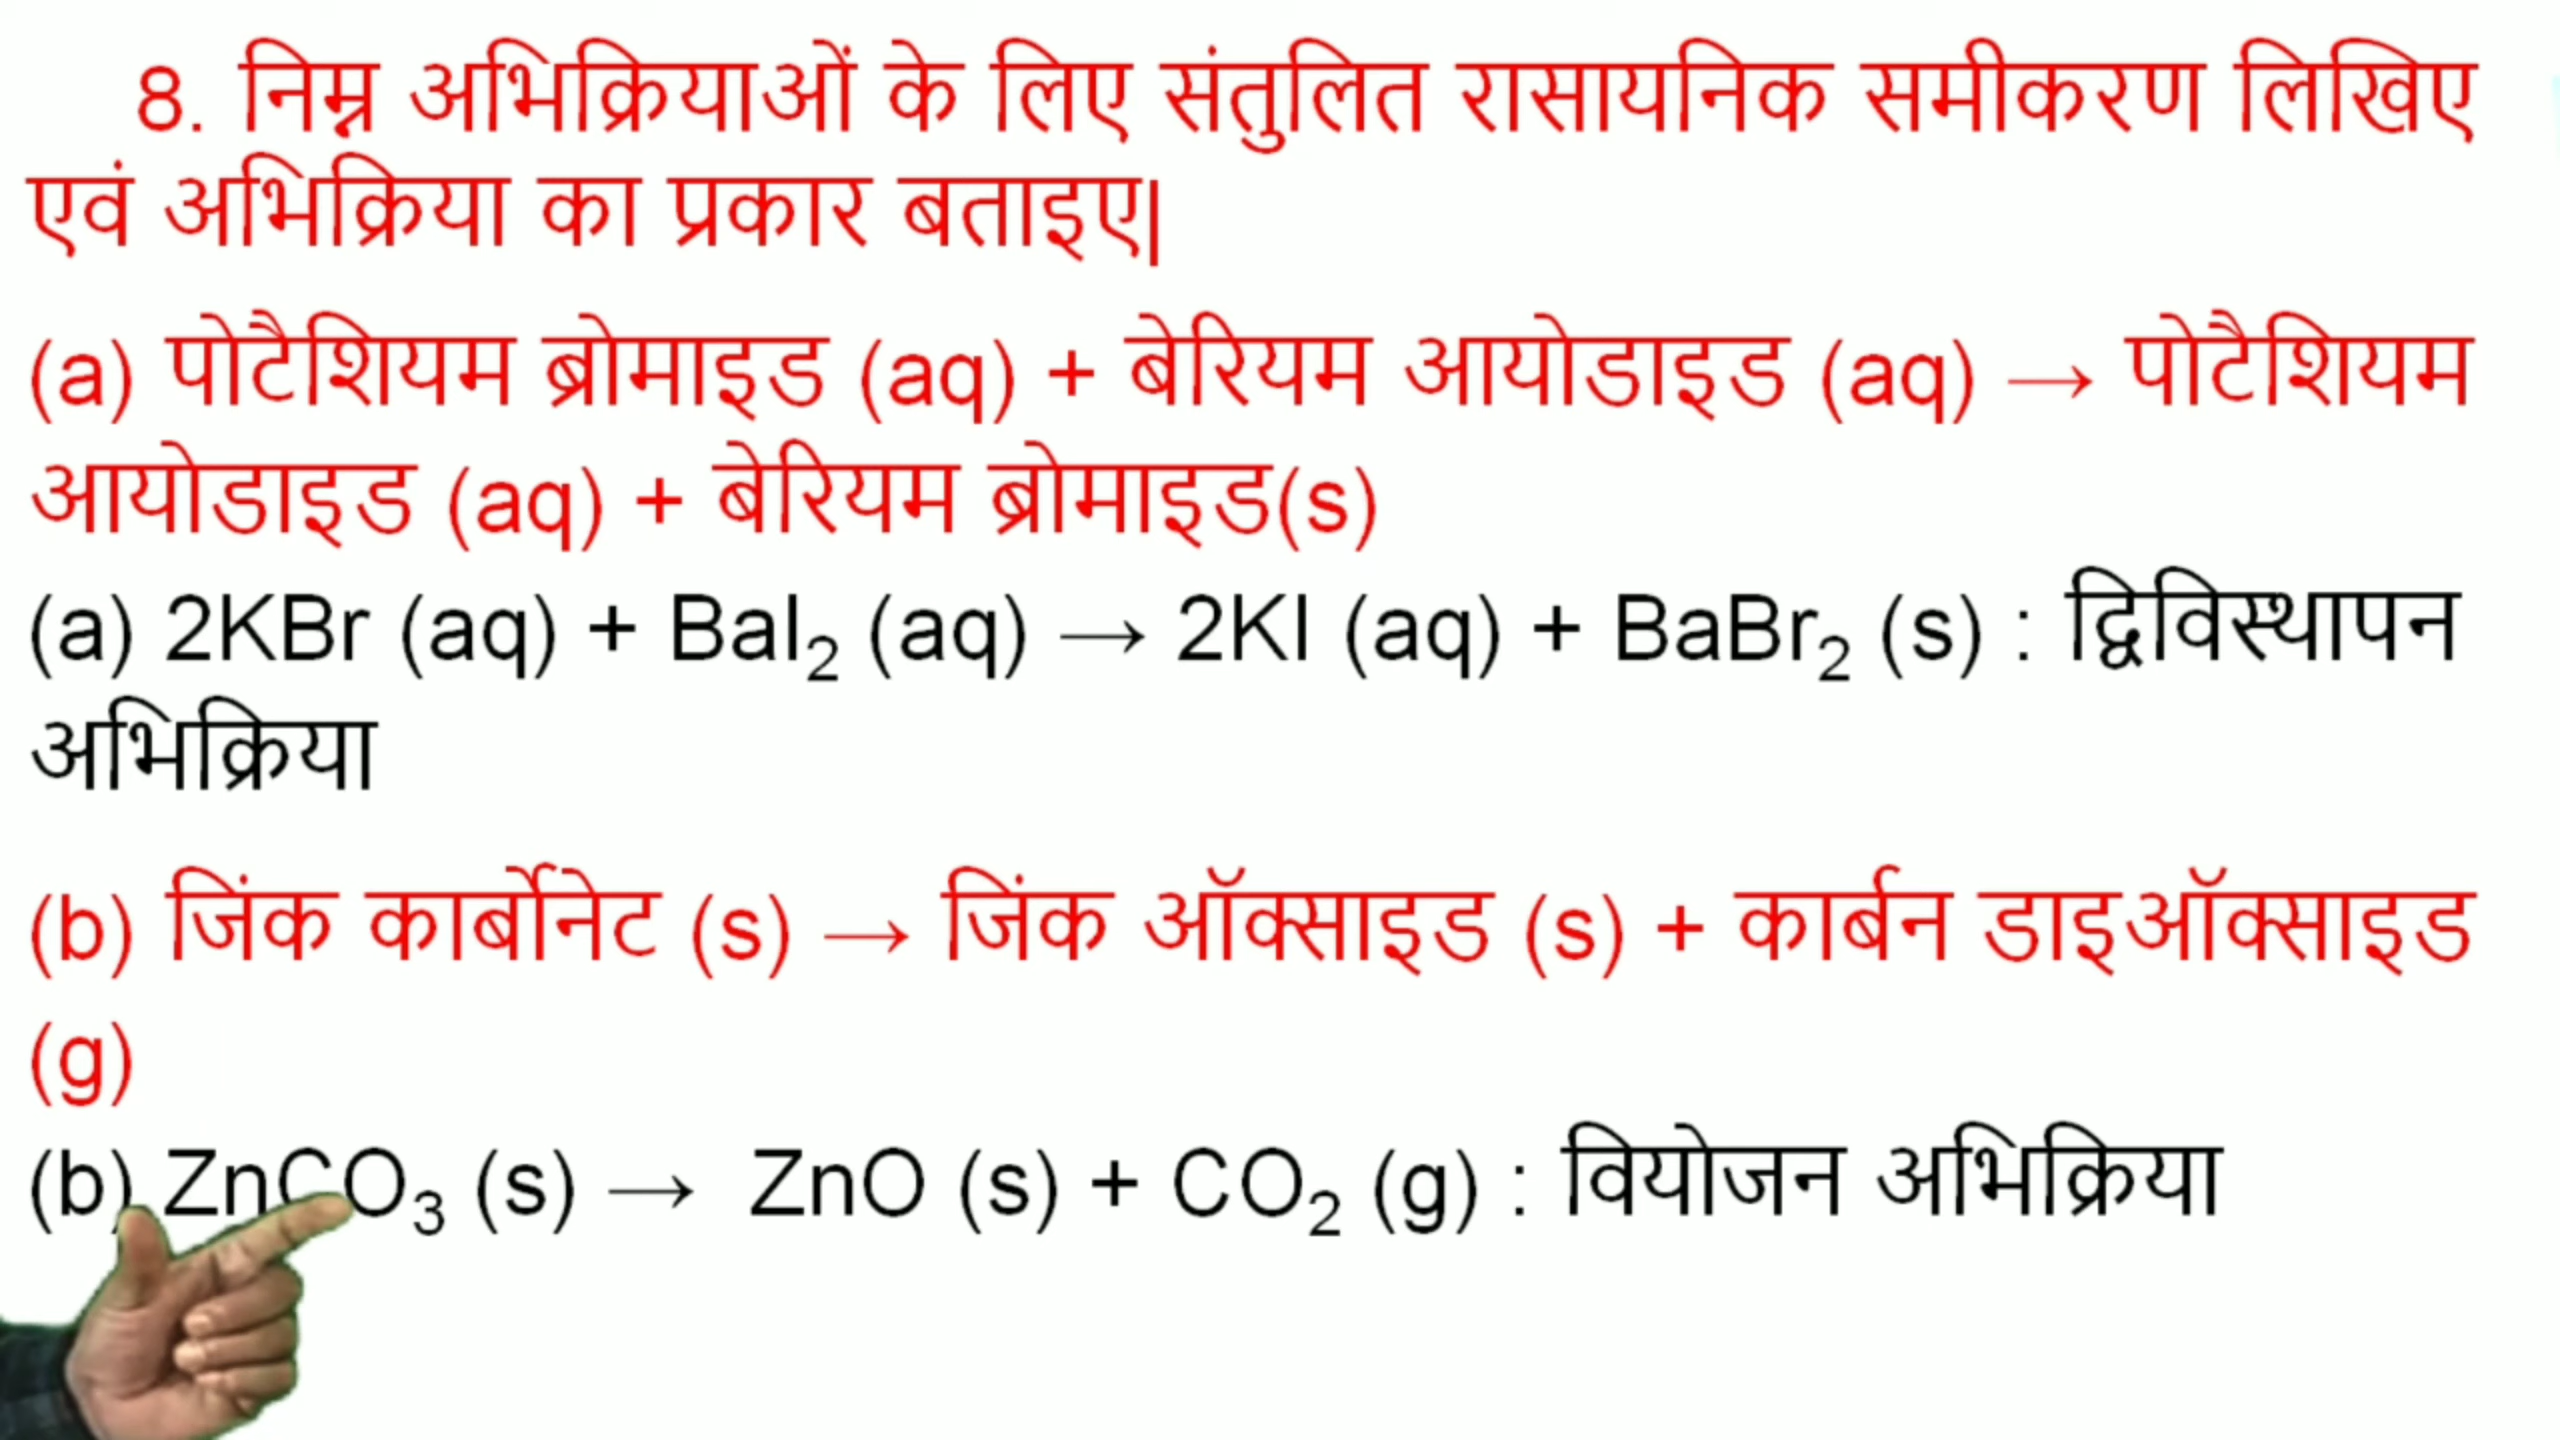 8. निम्न अभिक्रियाओं के लिए संतुलित रासायनिक समीकरण लिखिए
एवं अभिक्रिया का प्रकार बताइए|
(a) पोटैशियम ब्रोमाइड (aq) + बेरियम आयोडाइड (aq) → पोटैशियम
आयोडाइड (aq) + बेरियम ब्रोमाइड(s)
(a) 2KBr (aq) + BaI₂ (aq) → 2KI (aq) + BaBr₂ (s) : द्विविस्थापन
अभिक्रिया
(b) जिंक कार्बोनेट (s) → जिंक ऑक्साइड (s) + कार्बन डाइऑक्साइड
(g)
(b) ZnCO₃ (s) → ZnO (s) + CO₂ (g) : वियोजन अभिक्रिया